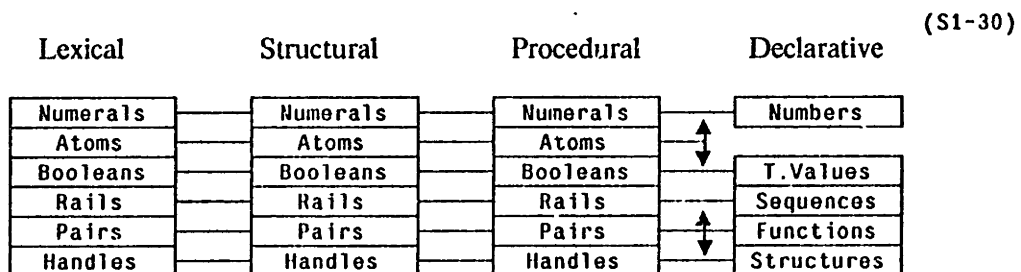 (S1-30)
Lexical Structural Procedural Declarative
Numerals Numerals Numerals Numbers
Atoms Atoms Atoms
Booleans Booleans Booleans T.Values
Rails Rails Rails Sequences
Pairs Pairs Pairs Functions
Handles Handles Handles Structures